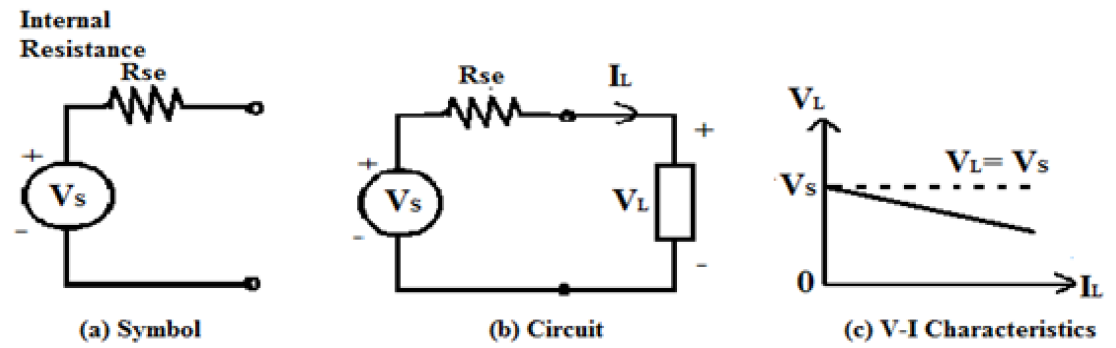 Internal
Resistance
Rse
+
Vs
-
(a) Symbol
Rse
IL
+
Vs
-
+
VL
-
(b) Circuit
VL
VL= Vs
Vs
0
IL
(c) V-I Characteristics